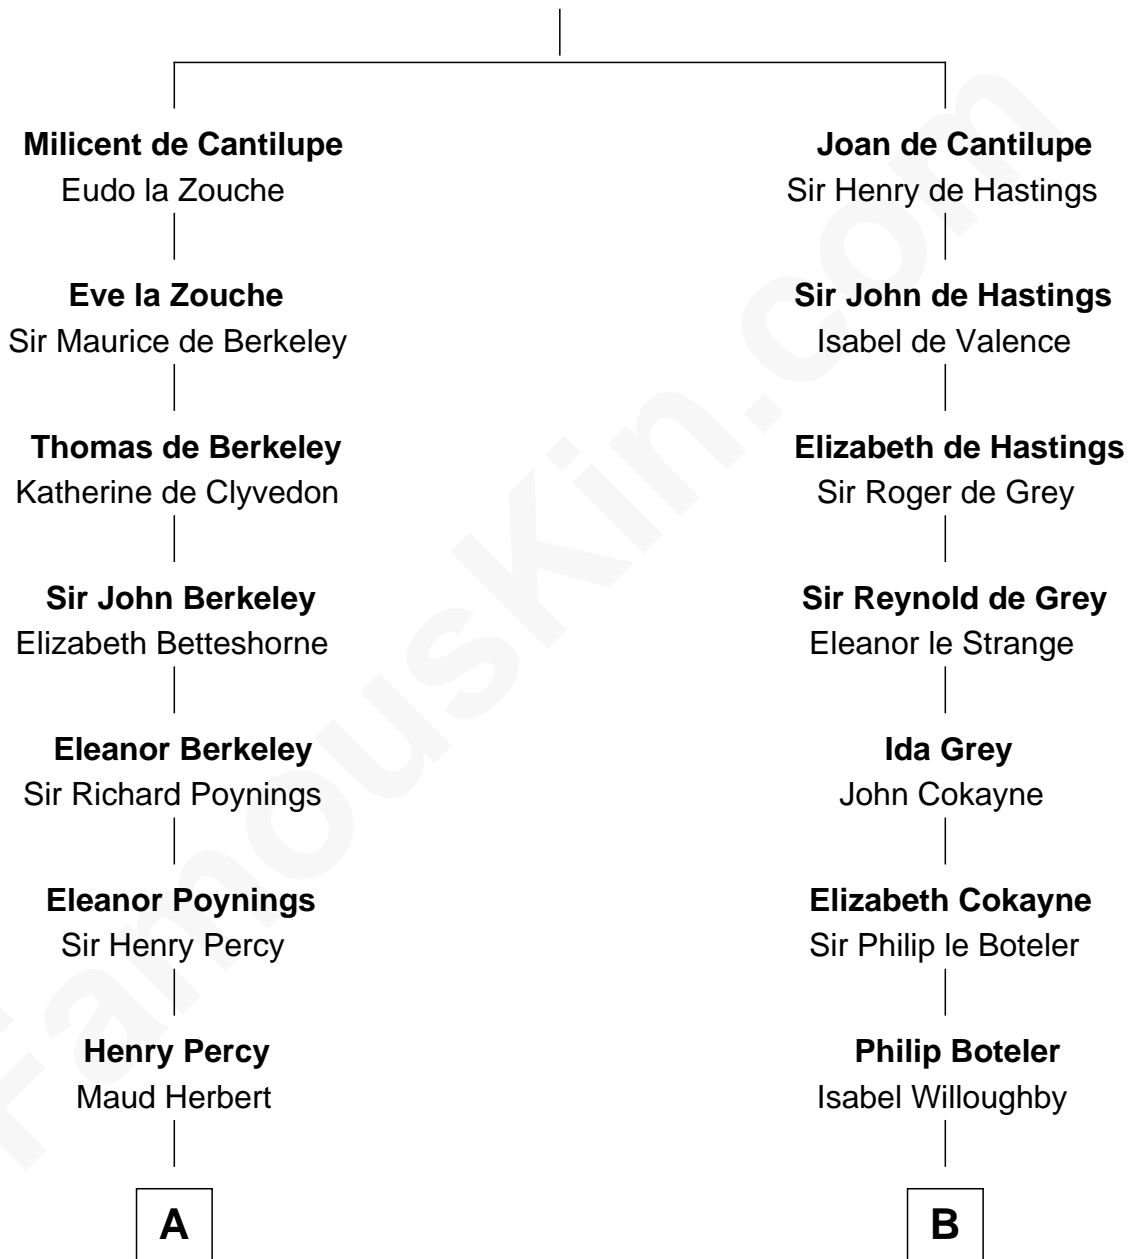 Milicent de Cantilupe
Eudo la Zouche
Eve la Zouche
Sir Maurice de Berkeley
Thomas de Berkeley
Katherine de Clyvedon
Sir John Berkeley
Elizabeth Betteshorne
Eleanor Berkeley
Sir Richard Poynings
Eleanor Poynings
Sir Henry Percy
Henry Percy
Maud Herbert
A
Joan de Cantilupe
Sir Henry de Hastings
Sir John de Hastings
Isabel de Valence
Elizabeth de Hastings
Sir Roger de Grey
Sir Reynold de Grey
Eleanor le Strange
Ida Grey
John Cokayne
Elizabeth Cokayne
Sir Philip le Boteler
Philip Boteler
Isabel Willoughby
B
FamousKin.com